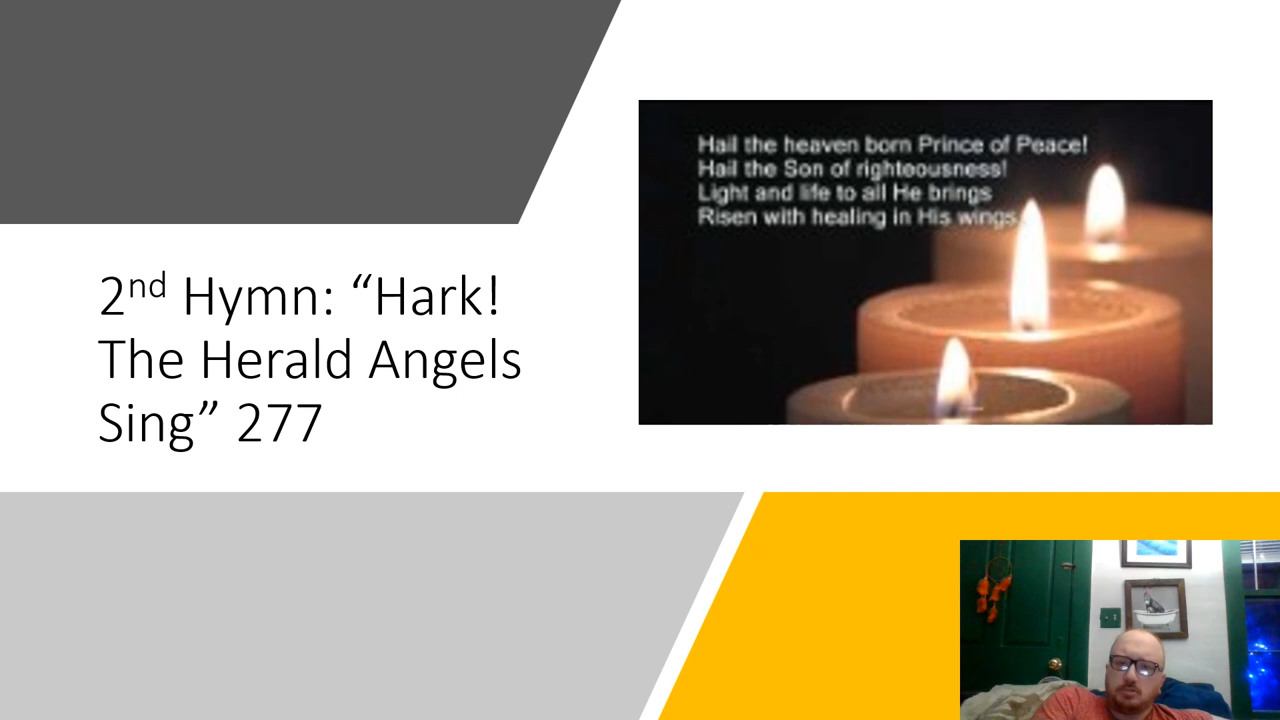 2nd Hymn: “Hark!
The Herald Angels
Sing” 277
Hail the heaven born Prince of Peace!
Hail the Son of righteousness!
Light and life to all He brings
Risen with healing in His wings.